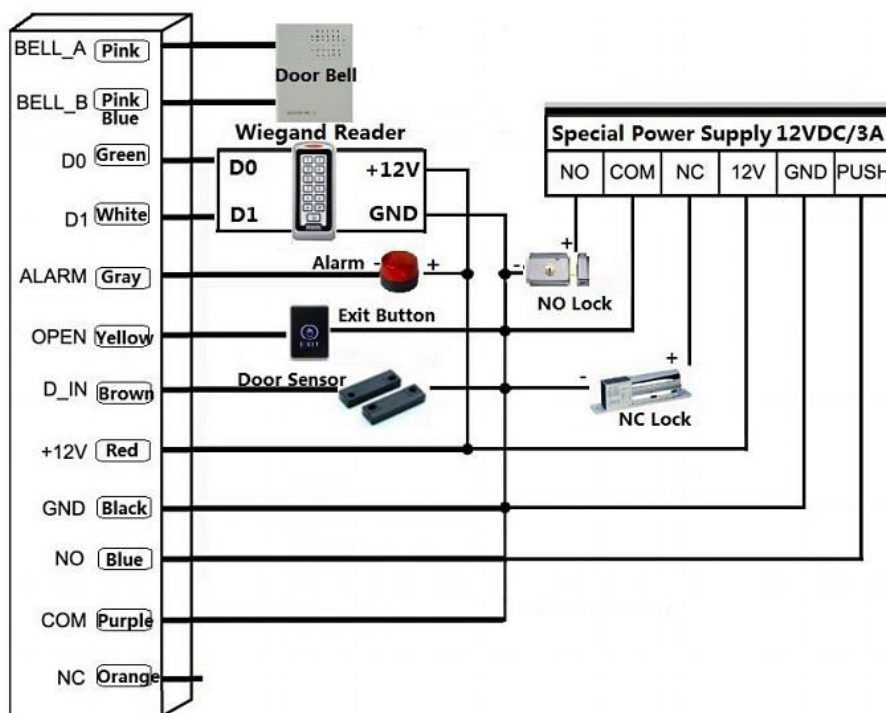 BELL_A Pink
Door Bell
BELL_B Pink Blue
Wiegand Reader
Special Power Supply 12VDC/3A
NO COM NC 12V GND PUSH
D0 Green
D0 +12V
D1 White
D1 GND
ALARM Gray
Alarm - +
- +
NO Lock
OPEN Yellow
EXIT
Exit Button
D_IN Brown
Door Sensor
- +
NC Lock
+12V Red
GND Black
NO Blue
COM Purple
NC Orange